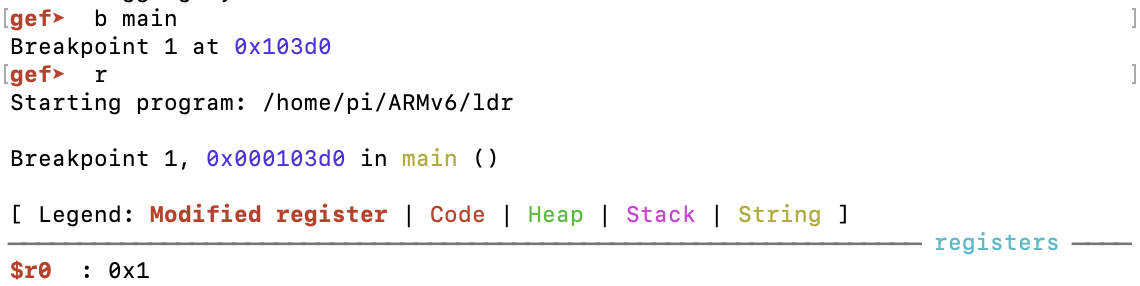 [gef➤  b main ]
Breakpoint 1 at 0x103d0
[gef➤  r ]
Starting program: /home/pi/ARMv6/ldr
Breakpoint 1, 0x000103d0 in main ()
[ Legend: Modified register | Code | Heap | Stack | String ]
registers
$r0  : 0x1